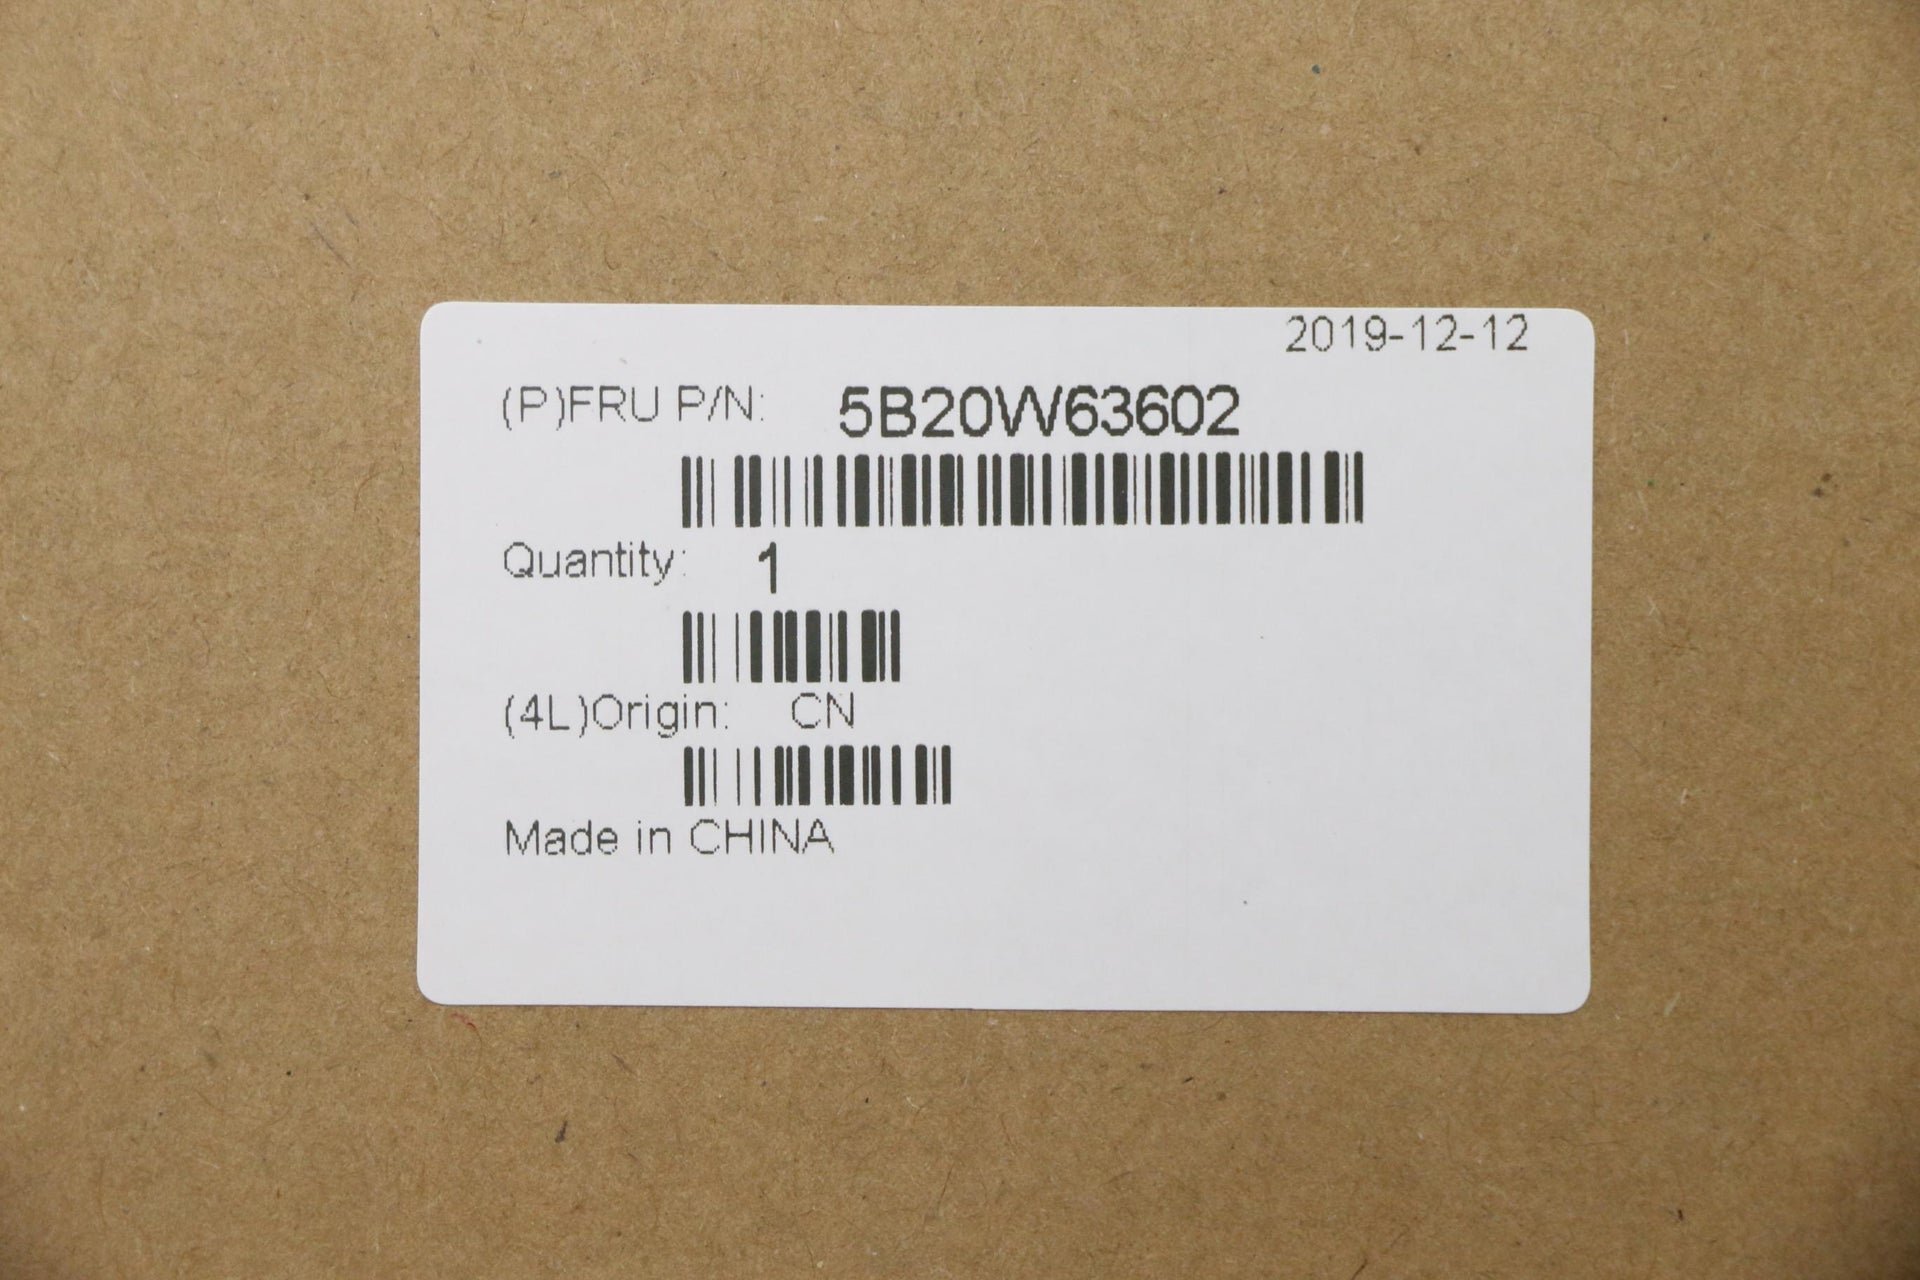 2019-12-12
(P)FRU P/N: 5B20W63602
Quantity: 1
(4L)Origin: CN
Made in CHINA